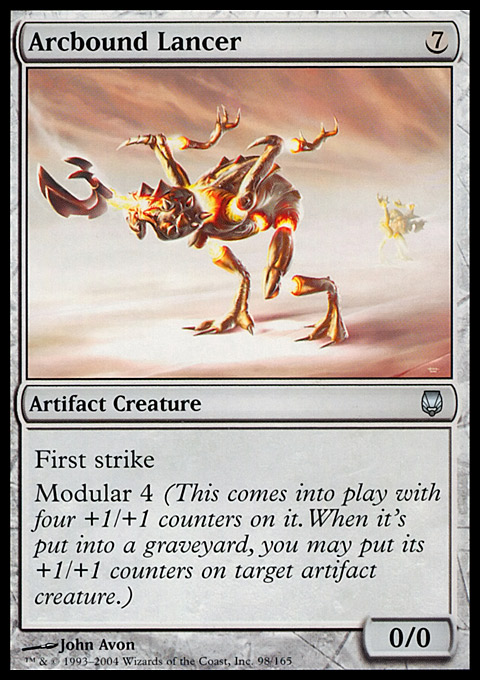 Arcbound Lancer 7
Artifact Creature
First strike
Modular 4 (This comes into play with
four +1/+1 counters on it. When it's
put into a graveyard, you may put its
+1/+1 counters on target artifact
creature.)
John Avon
0/0
™ & © 1993–2004 Wizards of the Coast, Inc. 98/165